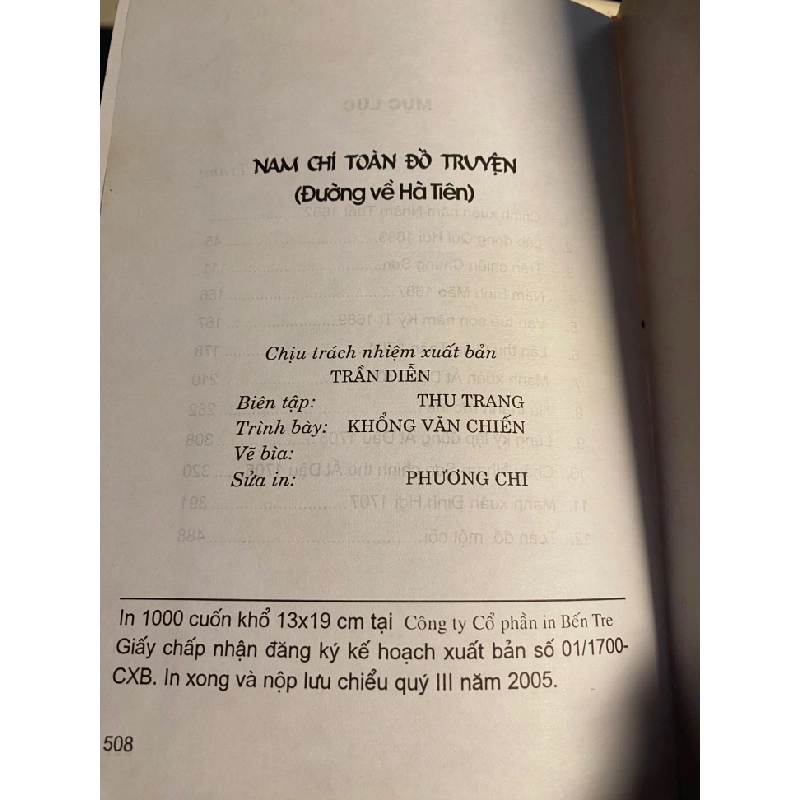 NAM CHÍ TOÀN ĐỒ TRUYỆN
(Đường về Hà Tiên)
Chịu trách nhiệm xuất bản
TRẦN DIỄN
Biên tập: THU TRANG
Trình bày: KHỔNG VĂN CHIẾN
Vẽ bìa:
Sửa in: PHƯƠNG CHI
In 1000 cuốn khổ 13x19 cm tại Công ty Cổ phần in Bến Tre
Giấy chấp nhận đăng ký kế hoạch xuất bản số 01/1700-
CXB. In xong và nộp lưu chiểu quý III năm 2005.
508